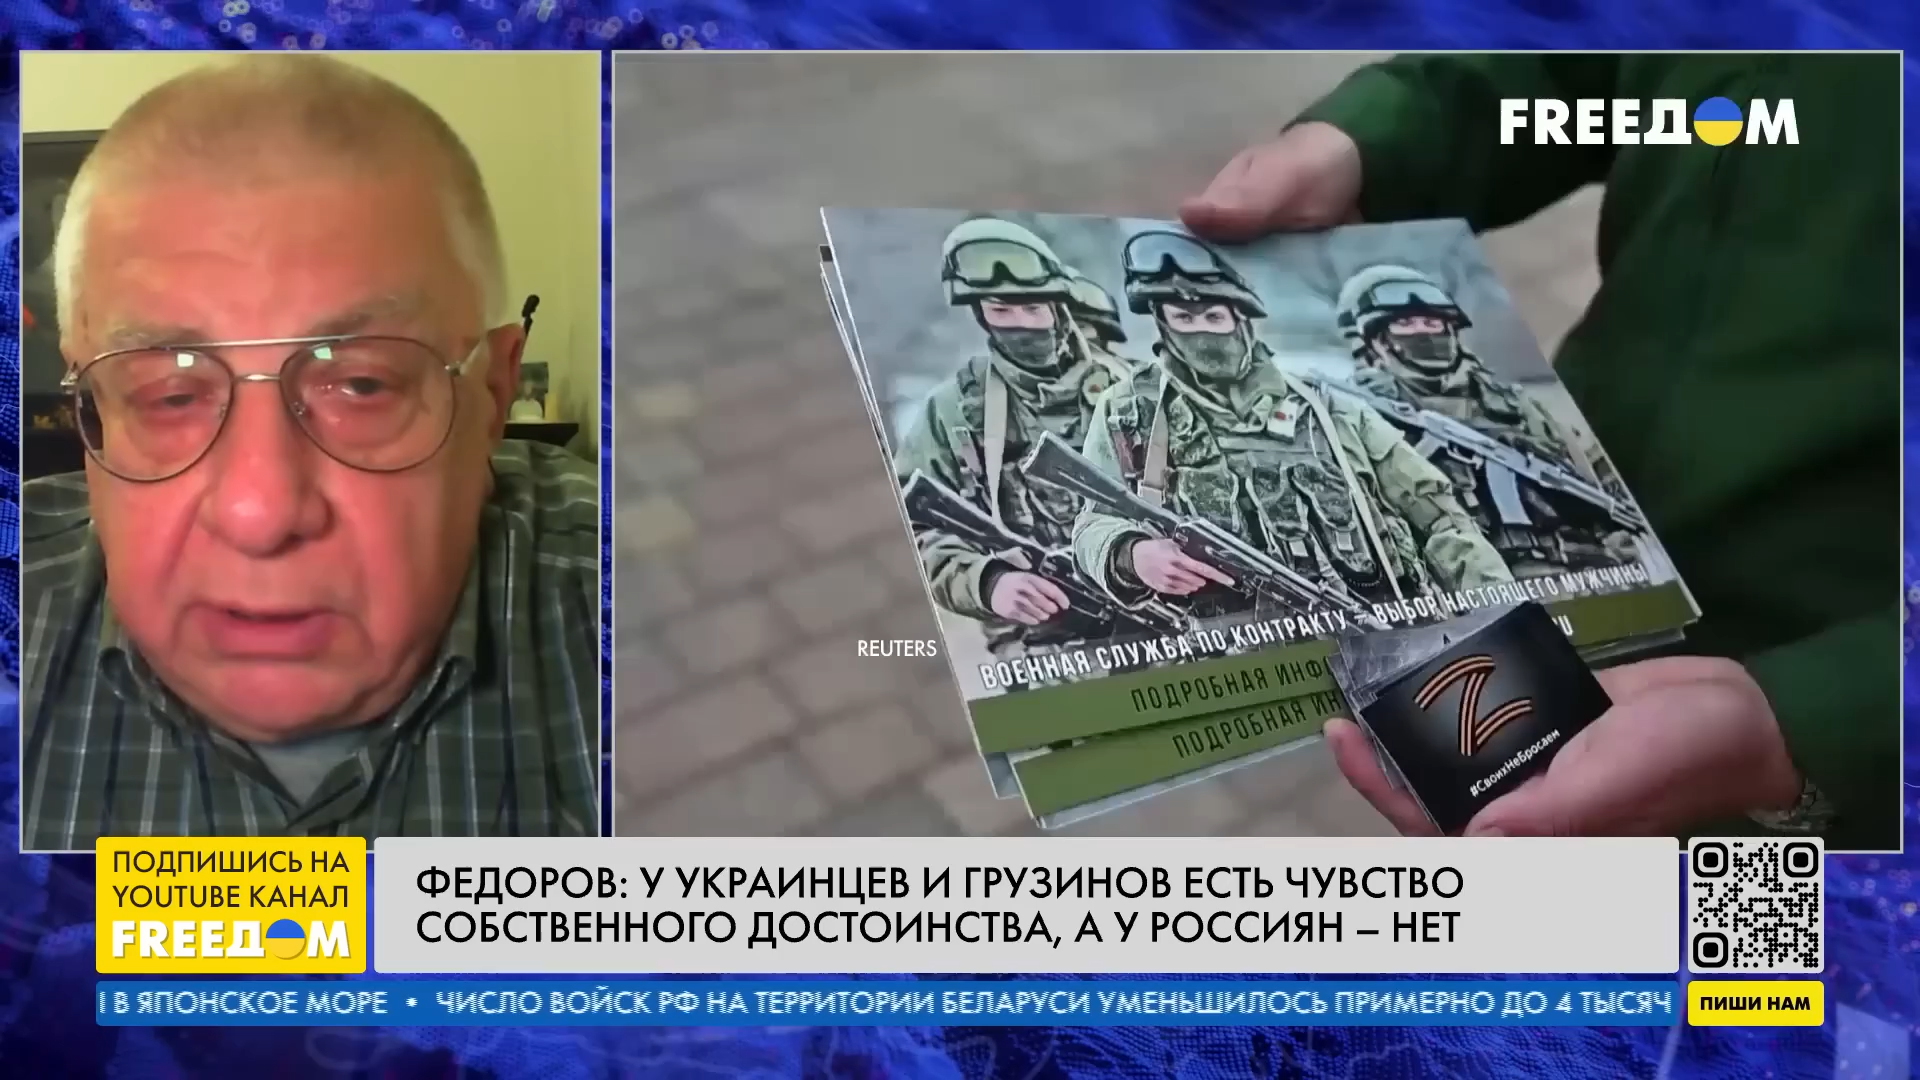 FREEДOM
REUTERS
ВОЕННАЯ СЛУЖБА ПО КОНТРАКТУ – ВЫБОР НАСТОЯЩЕГО МУЖЧИНЫ
ПОДРОБНАЯ
ПОДРОБНАЯ
#СвоихНеБросаем
ПОДПИШИСЬ НА
YOUTUBE КАНАЛ
FREEДOM
ФЕДОРОВ: У УКРАИНЦЕВ И ГРУЗИНОВ ЕСТЬ ЧУВСТВО
СОБСТВЕННОГО ДОСТОИНСТВА, А У РОССИЯН – НЕТ
В ЯПОНСКОЕ МОРЕ • ЧИСЛО ВОЙСК РФ НА ТЕРРИТОРИИ БЕЛАРУСИ УМЕНЬШИЛОСЬ ПРИМЕРНО ДО 4 ТЫСЯЧ
ПИШИ НАМ